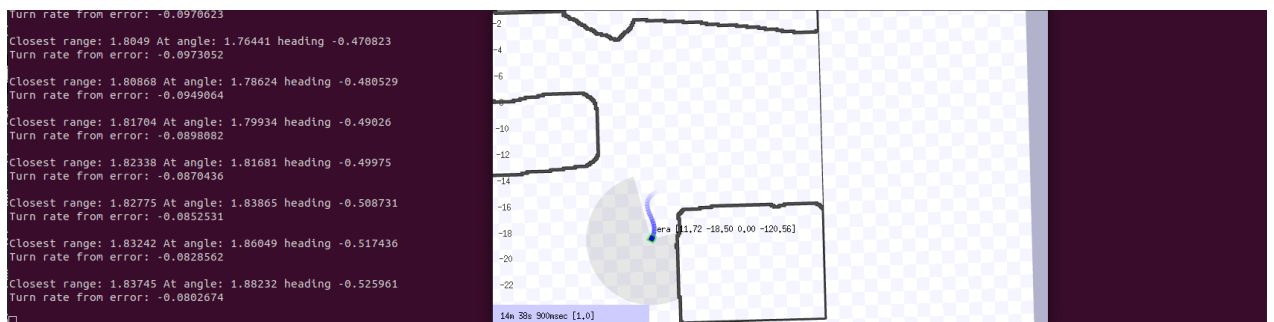 Turn rate from error: -0.0970623
Closest range: 1.8049 At angle: 1.76441 heading -0.470823
Turn rate from error: -0.0973052
Closest range: 1.80868 At angle: 1.78624 heading -0.480529
Turn rate from error: -0.0949064
Closest range: 1.81704 At angle: 1.79934 heading -0.49026
Turn rate from error: -0.0898082
Closest range: 1.82338 At angle: 1.81681 heading -0.49975
Turn rate from error: -0.0870436
Closest range: 1.82775 At angle: 1.83865 heading -0.508731
Turn rate from error: -0.0852531
Closest range: 1.83242 At angle: 1.86049 heading -0.517436
Turn rate from error: -0.0828562
Closest range: 1.83745 At angle: 1.88232 heading -0.525961
Turn rate from error: -0.0802674
-2
-4
-6
-10
-12
-14
-16
-18
era [11.72 -18.50 0.00 -120.56]
-20
-22
14m 38s 900msec [1.0]